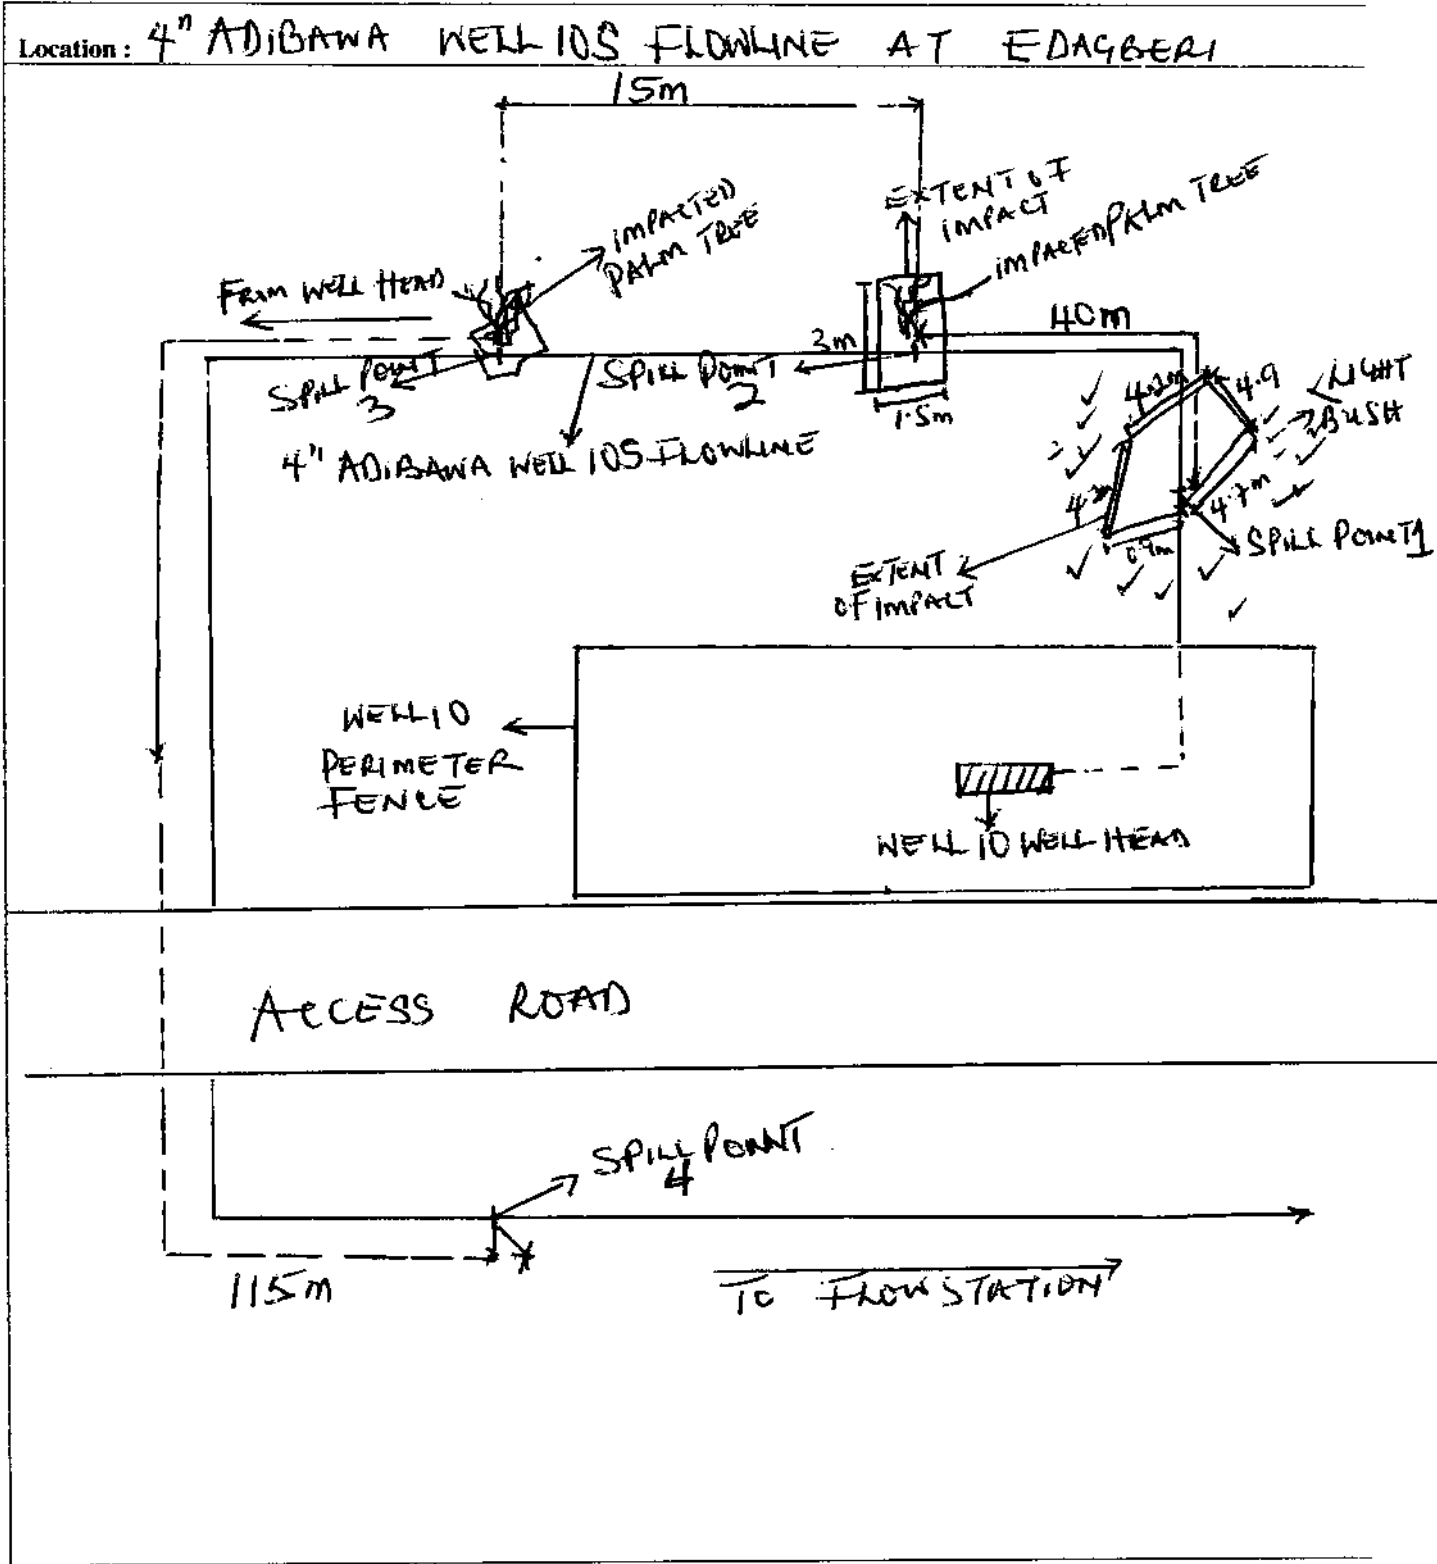 Location : 4" ADIBAWA WELL 10S FLOWLINE AT EDAGBERI
15m
EXTENT OF
IMPACT
IMPACTED
PALM TREE
IMPACED PALM TREE
FROM WELL HEAD
40m
3m
SPILL POINT
3
SPILL POINT
2
1.5m
4.9
LIGHT
BUSH
4" ADIBAWA WELL 10S FLOWLINE
4.7m
0.9m
SPILL POINT 1
EXTENT
OF IMPACT
WELL 10
PERIMETER
FENCE
WELL 10 WELL HEAD
ACCESS ROAD
SPILL POINT
4
115m
TO FLOW STATION